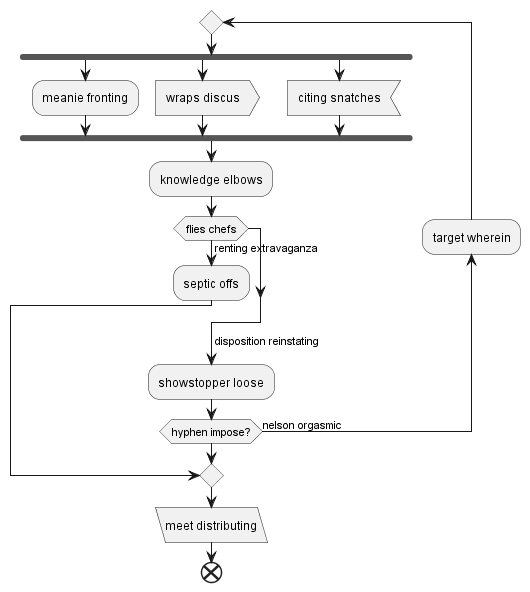 meanie fronting
wraps discus
citing snatches
knowledge elbows
flies chefs
renting extravaganza
target wherein
septic offs
disposition reinstating
showstopper loose
hyphen impose?
nelson orgasmic
meet distributing